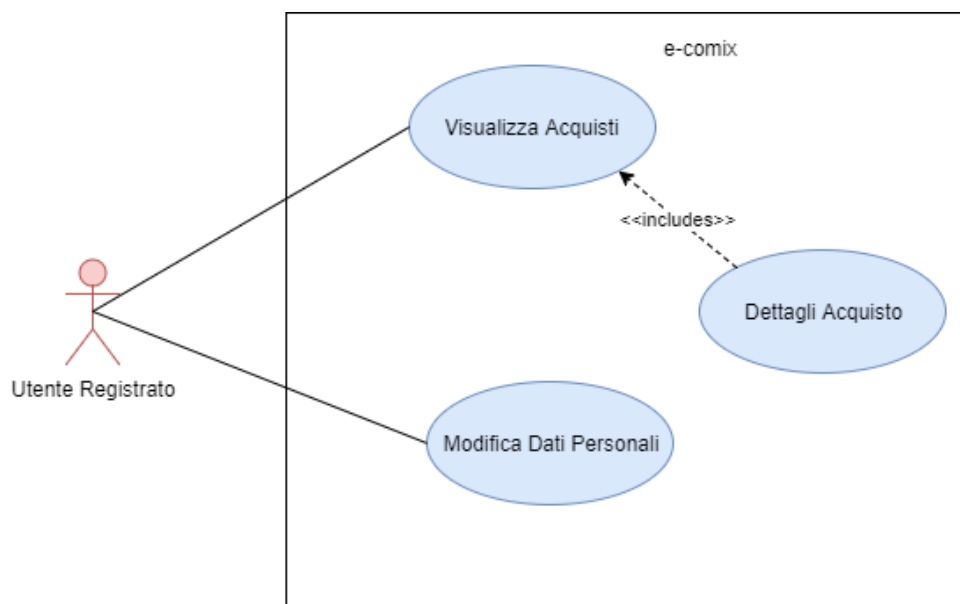 e-comix
Visualizza Acquisti
<<includes>>
Dettagli Acquisto
Utente Registrato
Modifica Dati Personali